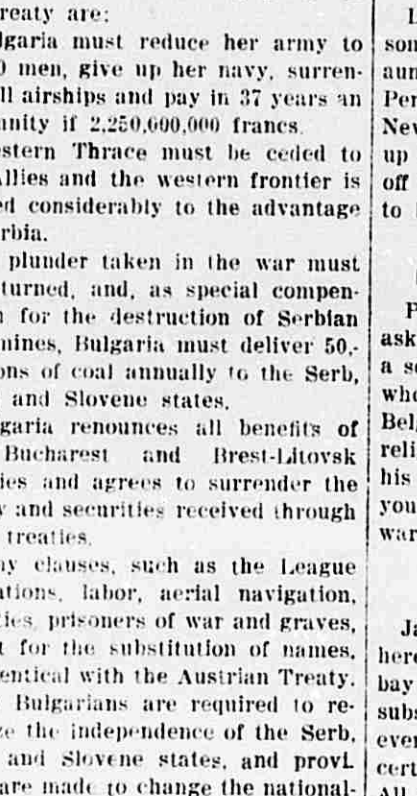 reaty are:
lgaria must reduce her army to
0 men, give up her navy, surren-
ll airships and pay in 37 years an
nnity if 2,250,000,000 francs.
estern Thrace must be ceded to
Allies and the western frontier is
ed considerably to the advantage
rbia.
plunder taken in the war must
turned, and, as special compen-
n for the destruction of Serbian
mines, Bulgaria must deliver 50,-
ons of coal annually to the Serb,
and Slovene states.
garia renounces all benefits of
Bucharest and Brest-Litovsk
ies and agrees to surrender the
y and securities received through
treaties.
ny clauses, such as the League
ations, labor, aerial navigation,
ties, prisoners of war and graves,
t for the substitution of names,
entical with the Austrian Treaty.
Bulgarians are required to re-
ze the independence of the Serb,
and Slovene states, and provi.
are made to change the national-
L
son
aun
Per
New
up
off
to
P
ask
a se
who
Bel
reli
his
you
war
Ja
here
bay
subs
ever
cert
All